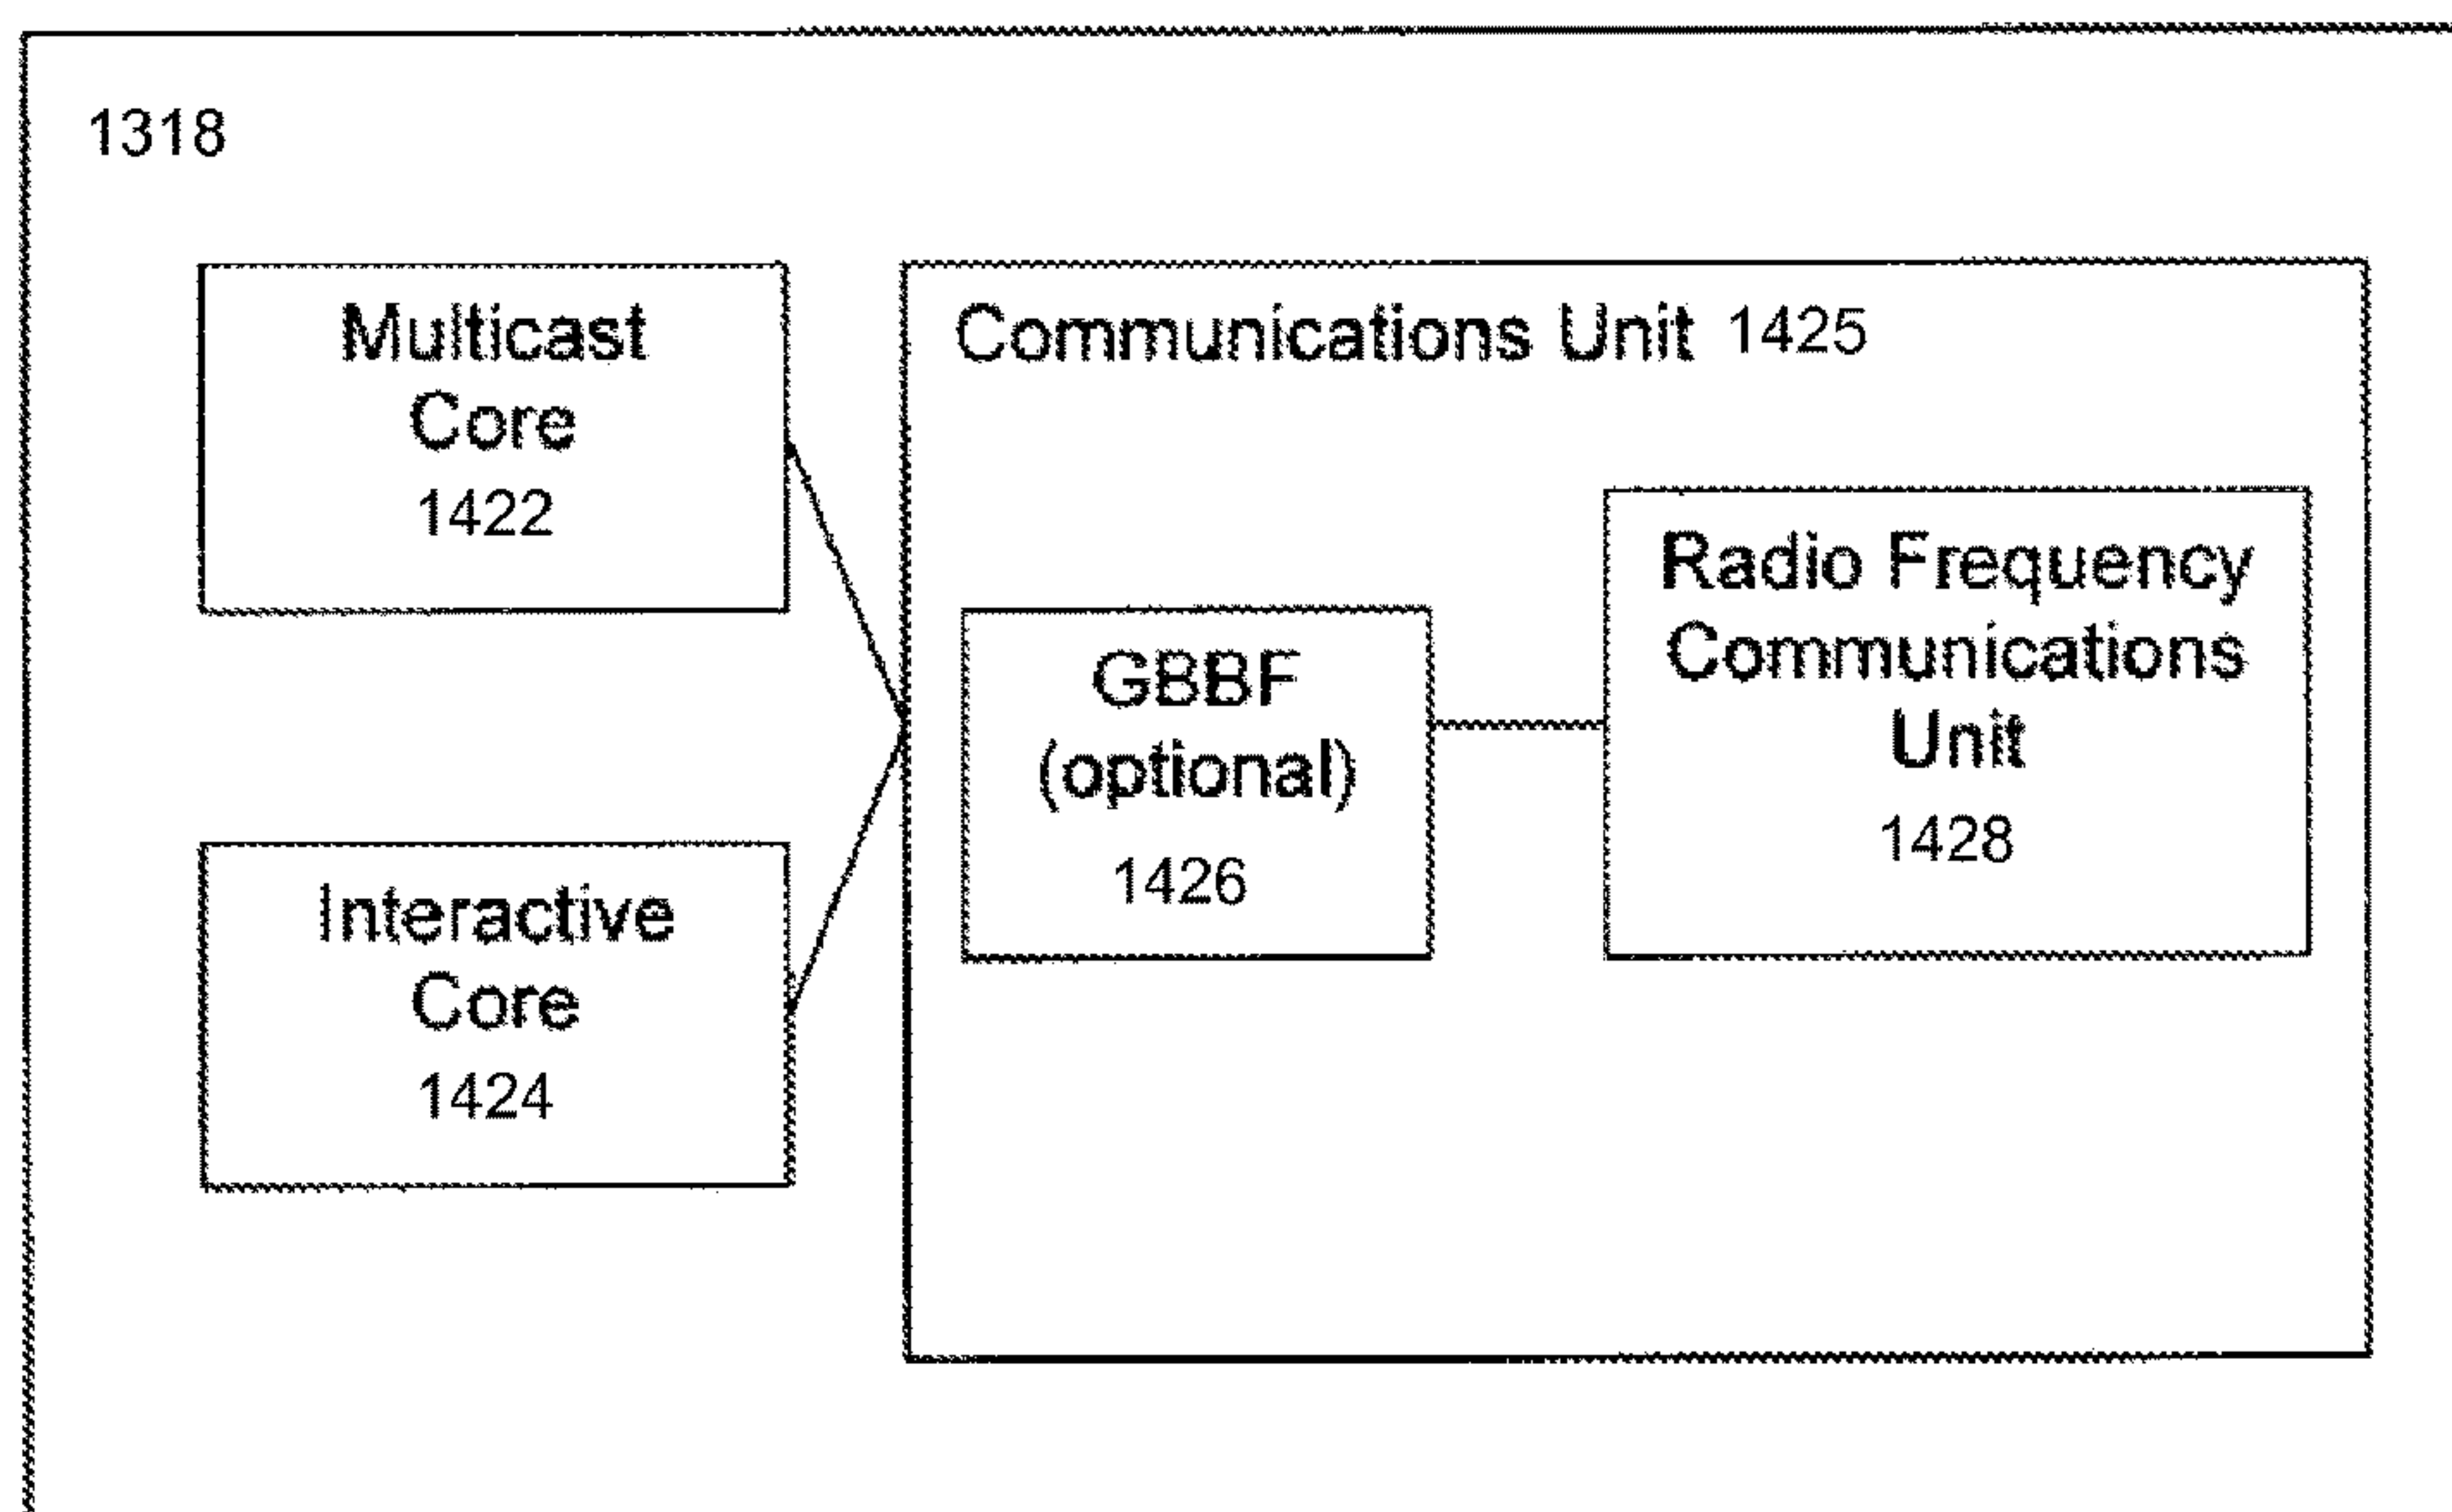 1318
Multicast
Core
1422
Interactive
Core
1424
Communications Unit 1425
GBBF
(optional)
1426
Radio Frequency
Communications
Unit
1428